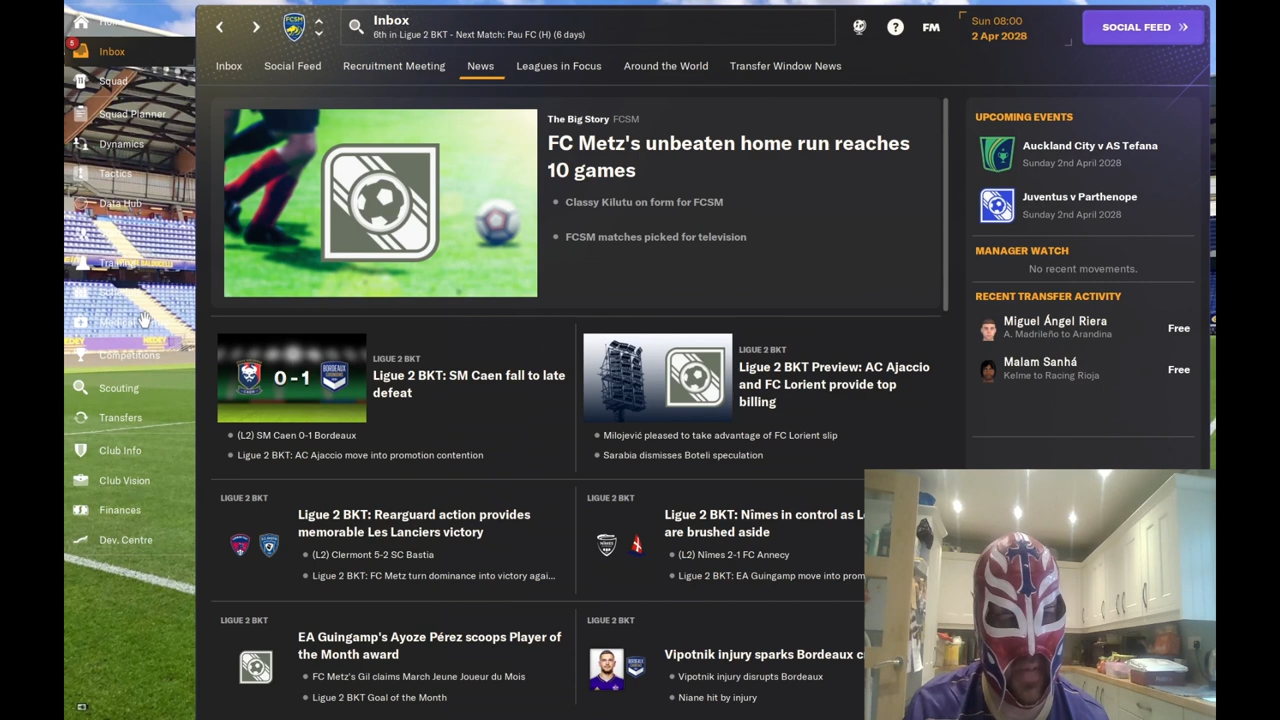 Home
5
Inbox
Squad
Squad Planner
Dynamics
Tactics
Data Hub
Competitions
Scouting
Transfers
Club Info
Club Vision
Finances
Dev. Centre
FCSM
Inbox
6th in Ligue 2 BKT - Next Match: Pau FC (H) (6 days)
?
FM
Sun 08:00
2 Apr 2028
SOCIAL FEED
Inbox
Social Feed
Recruitment Meeting
News
Leagues in Focus
Around the World
Transfer Window News
The Big Story FCSM
FC Metz's unbeaten home run reaches
10 games
Classy Kilutu on form for FCSM
FCSM matches picked for television
0 - 1
LIGUE 2 BKT
Ligue 2 BKT: SM Caen fall to late
defeat
(L2) SM Caen 0-1 Bordeaux
Ligue 2 BKT: AC Ajaccio move into promotion contention
LIGUE 2 BKT
Ligue 2 BKT Preview: AC Ajaccio
and FC Lorient provide top
billing
Milojević pleased to take advantage of FC Lorient slip
Sarabia dismisses Boteli speculation
LIGUE 2 BKT
Ligue 2 BKT: Rearguard action provides
memorable Les Lanciers victory
(L2) Clermont 5-2 SC Bastia
Ligue 2 BKT: FC Metz turn dominance into victory agai...
LIGUE 2 BKT
Ligue 2 BKT: Nîmes in control as
are brushed aside
(L2) Nîmes 2-1 FC Annecy
Ligue 2 BKT: EA Guingamp move into
LIGUE 2 BKT
EA Guingamp's Ayoze Pérez scoops Player of
the Month award
FC Metz's Gil claims March Jeune Joueur du Mois
Ligue 2 BKT Goal of the Month
LIGUE 2 BKT
Vipotnik injury sparks Bordeaux
Vipotnik injury disrupts Bordeaux
Niane hit by injury
UPCOMING EVENTS
Auckland City v AS Tefana
Sunday 2nd April 2028
Juventus v Parthenope
Sunday 2nd April 2028
MANAGER WATCH
No recent movements.
RECENT TRANSFER ACTIVITY
Miguel Ángel Riera
A. Madrileño to Arandina
Free
Malam Sanhá
Kelme to Racing Rioja
Free